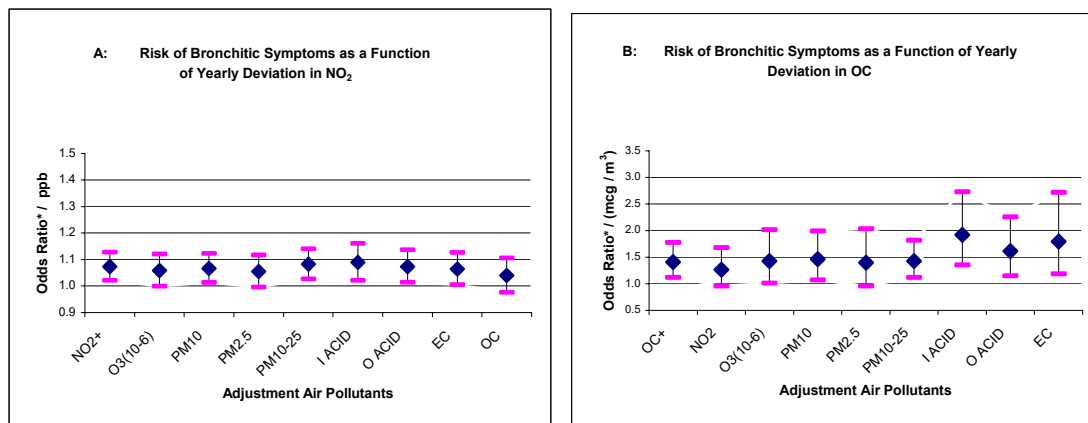 A: Risk of Bronchitic Symptoms as a Function
of Yearly Deviation in NO₂
Odds Ratio* / ppb
1.5
1.4
1.3
1.2
1.1
1.0
0.9
NO2+
O3(10-6)
PM10
PM2.5
PM10-25
I ACID
O ACID
EC
OC
Adjustment Air Pollutants
B: Risk of Bronchitic Symptoms as a Function of Yearly
Deviation in OC
Odds Ratio* / (mcg / m³)
3.5
3.0
2.5
2.0
1.5
1.0
0.5
OC+
NO2
O3(10-6)
PM10
PM2.5
PM10-25
I ACID
O ACID
EC
Adjustment Air Pollutants